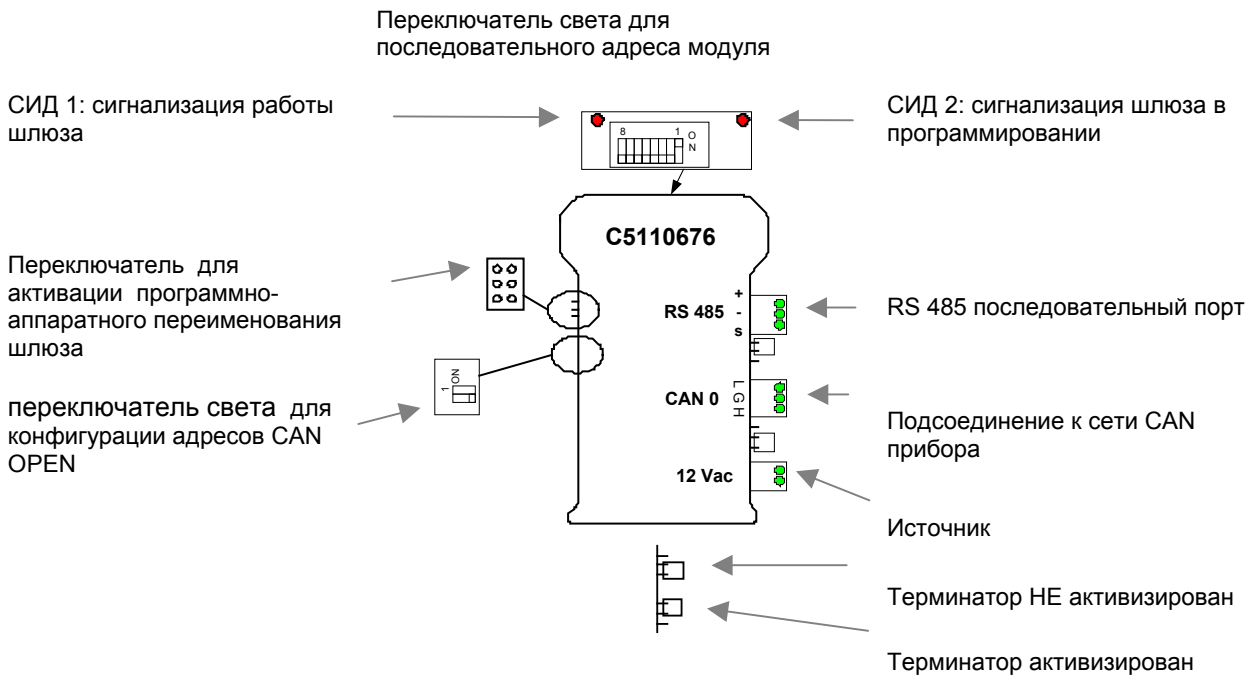 Переключатель света для
последовательного адреса модуля
СИД 1: сигнализация работы
шлюза
СИД 2: сигнализация шлюза в
программировании
8 1 O
N
C5110676
Переключатель для
активации программно-
аппаратного переименования
шлюза
+
RS 485 -
s
RS 485 последовательный порт
1 ON
переключатель света для
конфигурации адресов CAN
OPEN
CAN 0 L G H
Подсоединение к сети CAN
прибора
12 Vac
Источник
Терминатор НЕ активизирован
Терминатор активизирован